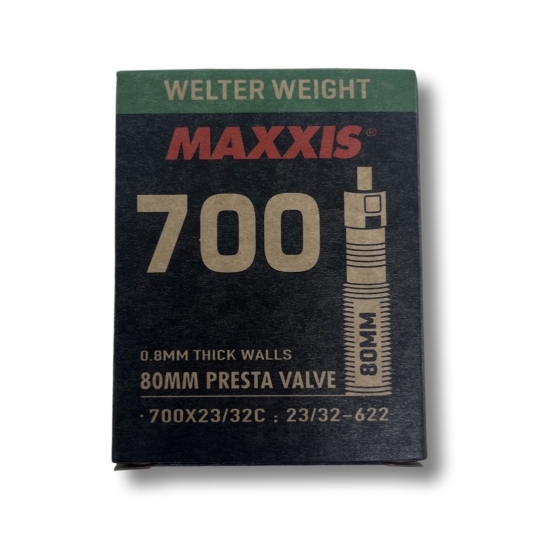 WELTER WEIGHT
MAXXIS®
700
80MM
0.8MM THICK WALLS
80MM PRESTA VALVE
·700X23/32C ; 23/32-622